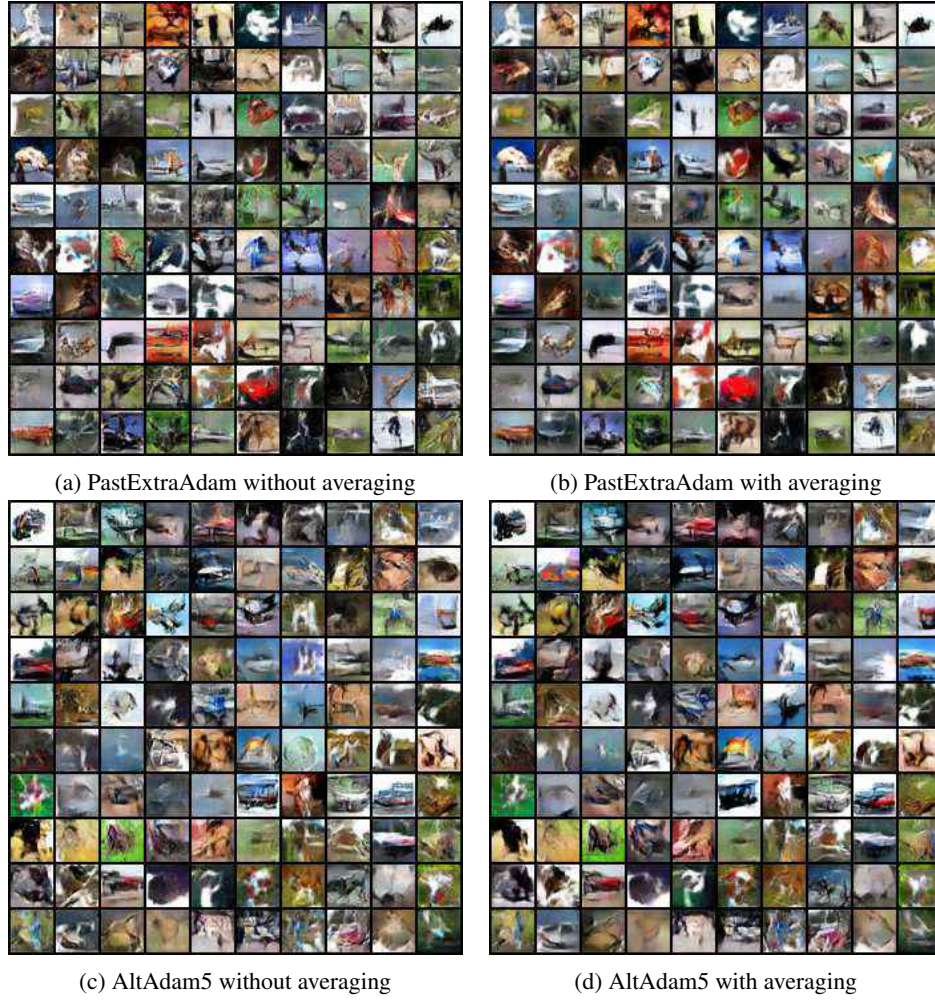 (a) PastExtraAdam without averaging
(b) PastExtraAdam with averaging
(c) AltAdam5 without averaging
(d) AltAdam5 with averaging